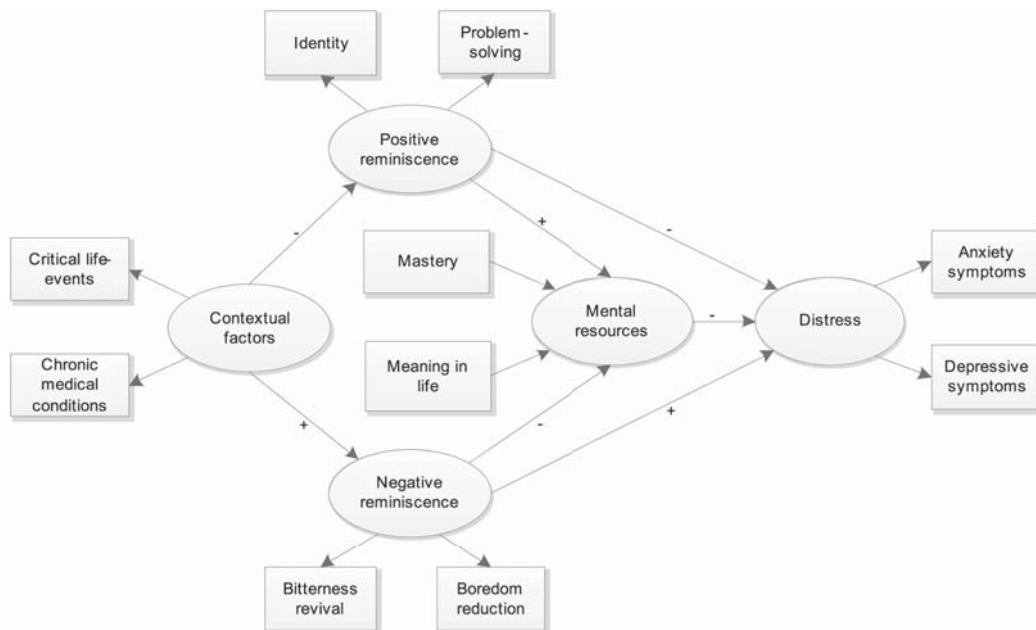 Identity
Problem-
solving
Positive
reminiscence
-
+
-
Critical life-
events
Mastery
Anxiety
symptoms
Contextual
factors
Mental
resources
-
Distress
Chronic
medical
conditions
Meaning in
life
Depressive
symptoms
+
-
+
Negative
reminiscence
Bitterness
revival
Boredom
reduction